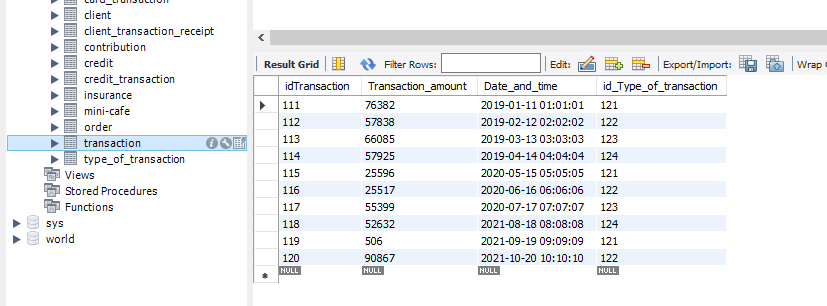 card_transaction
client
client_transaction_receipt
contribution
credit
credit_transaction
insurance
mini-cafe
order
transaction
type_of_transaction
Views
Stored Procedures
Functions
sys
world
Result Grid Filter Rows: Edit: Export/Import: Wrap C
idTransaction Transaction_amount Date_and_time id_Type_of_transaction
111 76382 2019-01-11 01:01:01 121
112 57838 2019-02-12 02:02:02 122
113 66085 2019-03-13 03:03:03 123
114 57925 2019-04-14 04:04:04 124
115 25596 2020-05-15 05:05:05 121
116 25517 2020-06-16 06:06:06 122
117 55399 2020-07-17 07:07:07 123
118 52632 2021-08-18 08:08:08 124
119 506 2021-09-19 09:09:09 121
120 90867 2021-10-20 10:10:10 122
NULL NULL NULL NULL